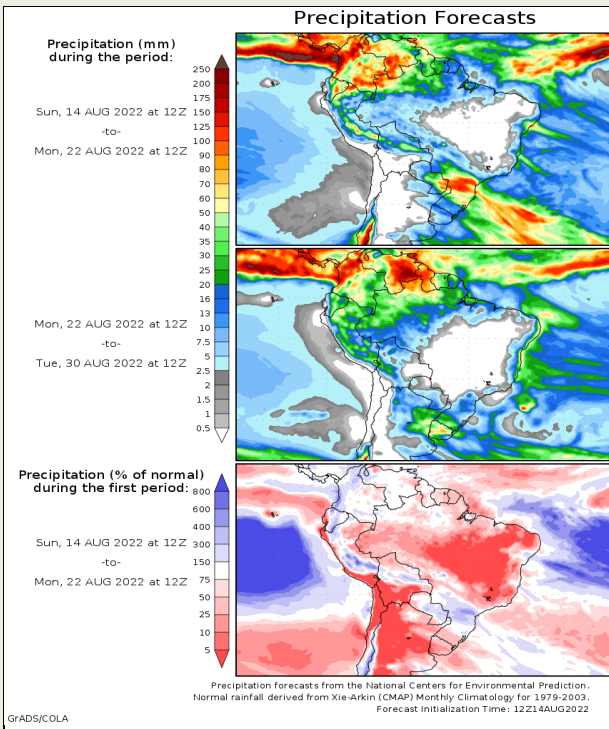 Precipitation Forecasts
Precipitation (mm)
during the period:
Sun, 14 AUG 2022 at 12Z
-to-
Mon, 22 AUG 2022 at 12Z
250
200
175
150
125
100
90
80
70
60
50
40
35
30
25
20
16
13
10
7.5
5
2.5
2
1.5
1
0.5
Mon, 22 AUG 2022 at 12Z
-to-
Tue, 30 AUG 2022 at 12Z
Precipitation (% of normal)
during the first period:
Sun, 14 AUG 2022 at 12Z
-to-
Mon, 22 AUG 2022 at 12Z
800
600
400
300
150
75
50
25
10
5
Precipitation forecasts from the National Centers for Environmental Prediction.
Normal rainfall derived from Xie-Arkin (CMAP) Monthly Climatology for 1979-2003.
Forecast Initialization Time: 12Z14AUG2022
GrADS/COLA